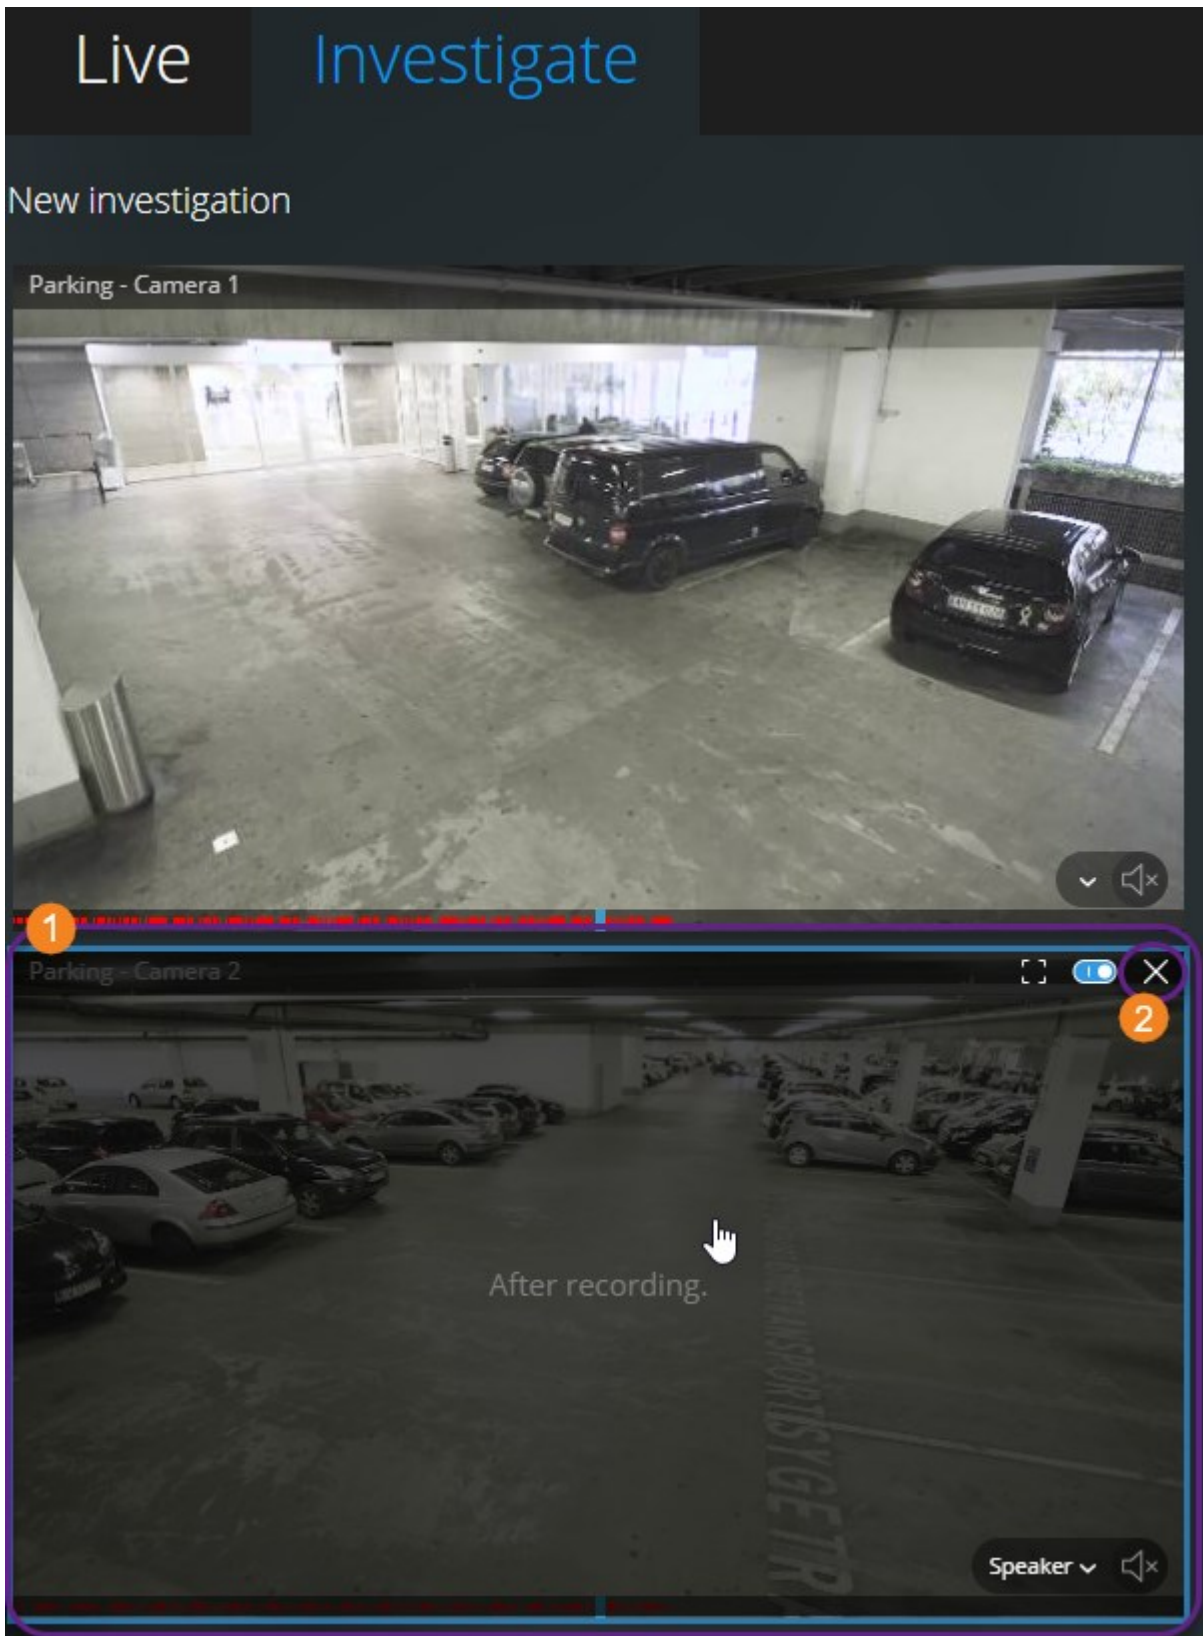 Live Investigate
New investigation
Parking - Camera 1
1
Parking - Camera 2
2
After recording.
Speaker